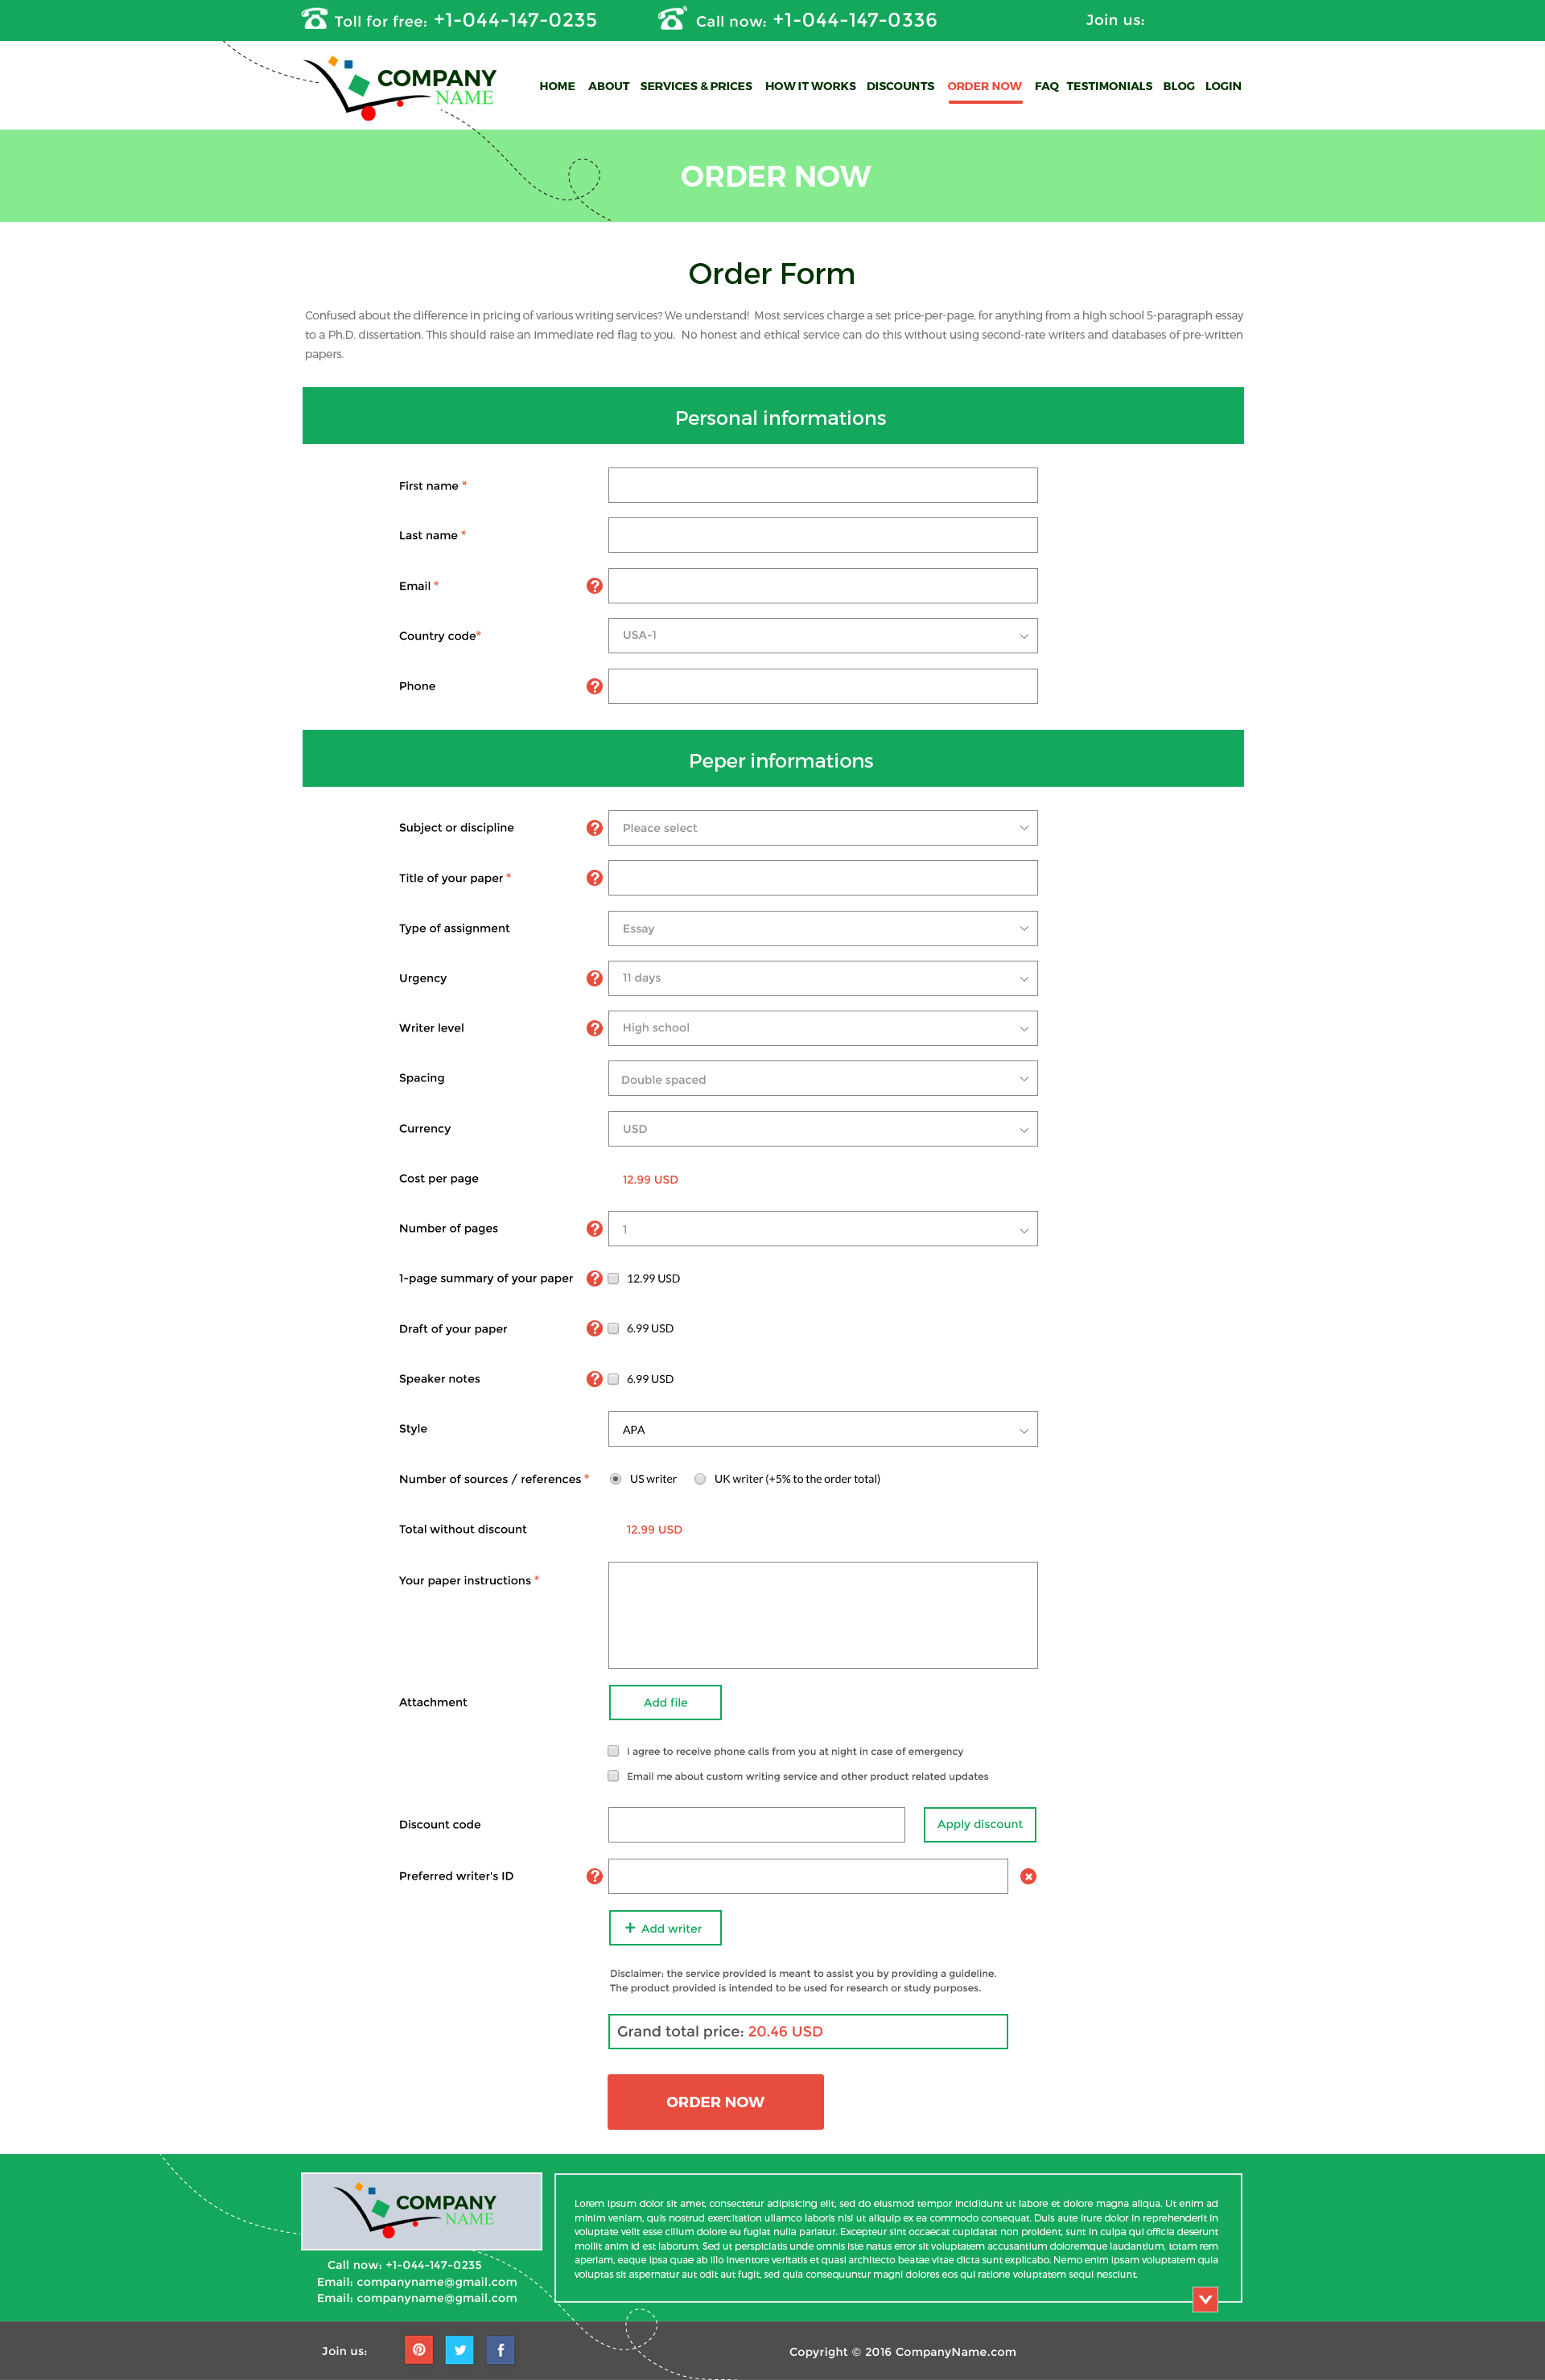 Toll for free: +1-044-147-0235 Call now: +1-044-147-0336 Join us:
COMPANY
NAME
HOME ABOUT SERVICES & PRICES HOW IT WORKS DISCOUNTS ORDER NOW FAQ TESTIMONIALS BLOG LOGIN
ORDER NOW
Order Form
Confused about the difference in pricing of various writing services? We understand! Most services charge a set price-per-page, for anything from a high school 5-paragraph essay
to a Ph.D. dissertation. This should raise an immediate red flag to you. No honest and ethical service can do this without using second-rate writers and databases of pre-written
papers.
Personal informations
First name *
Last name *
Email * ?
Country code* USA-1
Phone ?
Peper informations
Subject or discipline ? Pleace select
Title of your paper * ?
Type of assignment Essay
Urgency ? 11 days
Writer level ? High school
Spacing Double spaced
Currency USD
Cost per page 12.99 USD
Number of pages ? 1
1-page summary of your paper ? 12.99 USD
Draft of your paper ? 6.99 USD
Speaker notes ? 6.99 USD
Style APA
Number of sources / references * US writer UK writer (+5% to the order total)
Total without discount 12.99 USD
Your paper instructions *
Attachment Add file
I agree to receive phone calls from you at night in case of emergency
Email me about custom writing service and other product related updates
Discount code Apply discount
Preferred writer's ID ?
+ Add writer
Disclaimer: the service provided is meant to assist you by providing a guideline.
The product provided is intended to be used for research or study purposes.
Grand total price: 20.46 USD
ORDER NOW
COMPANY
NAME
Call now: +1-044-147-0235
Email: companyname@gmail.com
Email: companyname@gmail.com
Lorem ipsum dolor sit amet, consectetur adipisicing elit, sed do eiusmod tempor incididunt ut labore et dolore magna aliqua. Ut enim ad
minim veniam, quis nostrud exercitation ullamco laboris nisi ut aliquip ex ea commodo consequat. Duis aute irure dolor in reprehenderit in
voluptate velit esse cillum dolore eu fugiat nulla pariatur. Excepteur sint occaecat cupidatat non proident, sunt in culpa qui officia deserunt
mollit anim id est laborum. Sed ut perspiciatis unde omnis iste natus error sit voluptatem accusantium doloremque laudantium, totam rem
aperiam, eaque ipsa quae ab illo inventore veritatis et quasi architecto beatae vitae dicta sunt explicabo. Nemo enim ipsam voluptatem quia
voluptas sit aspernatur aut odit aut fugit, sed quia consequuntur magni dolores eos qui ratione voluptatem sequi nesciunt.
Join us: Copyright © 2016 CompanyName.com